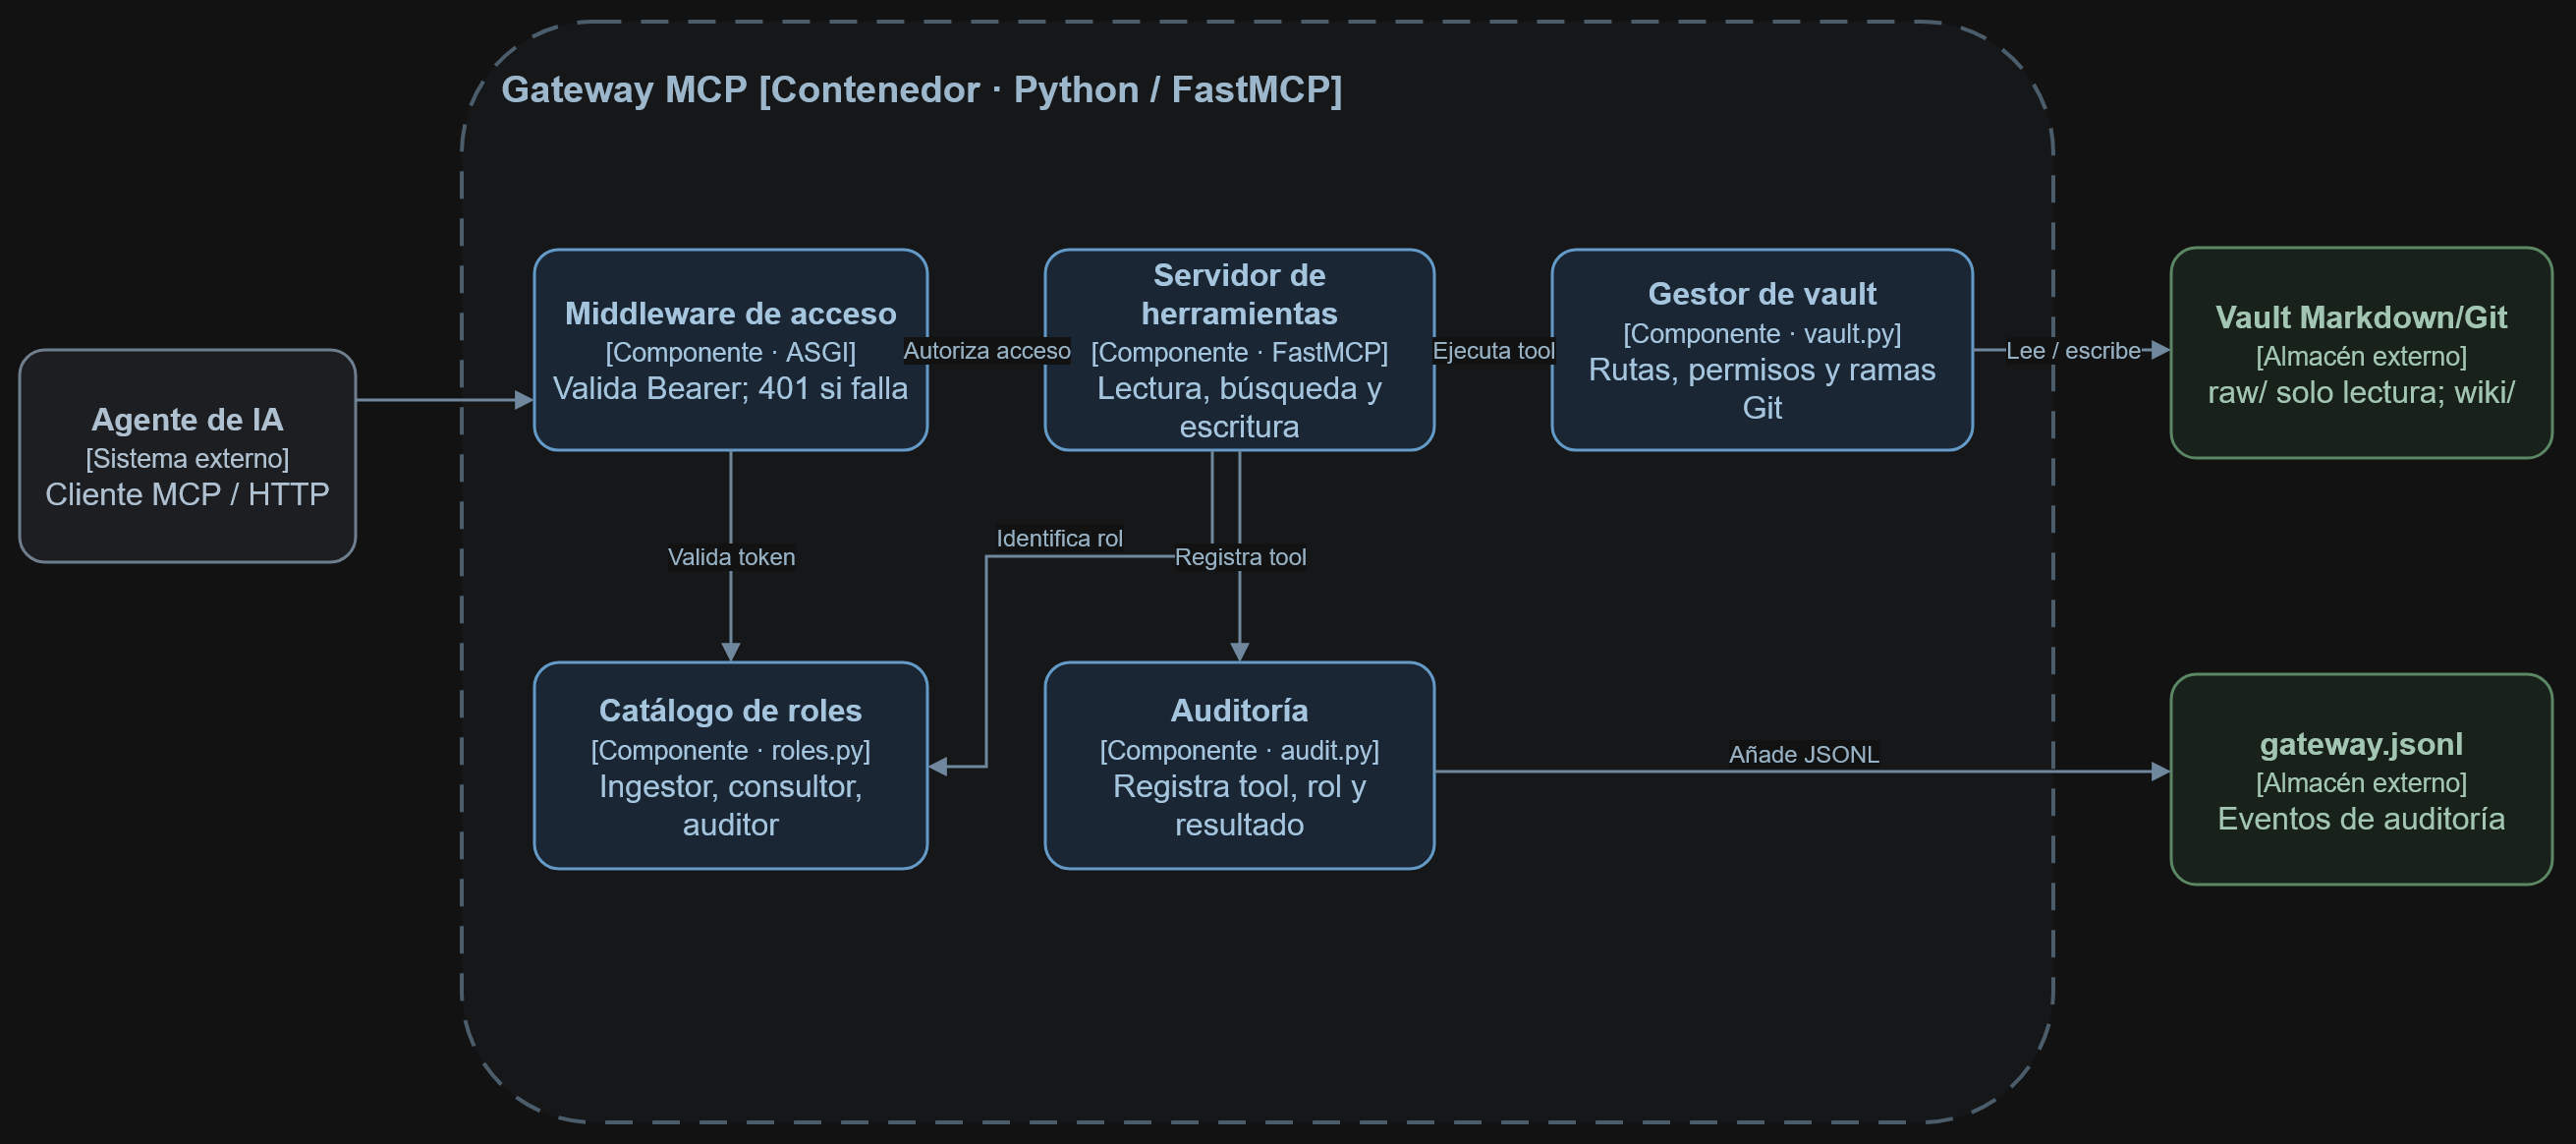 Gateway MCP [Contenedor · Python / FastMCP]
Agente de IA
[Sistema externo]
Cliente MCP / HTTP
Middleware de acceso
[Componente · ASGI]
Valida Bearer; 401 si falla
Autoriza acceso
Servidor de
herramientas
[Componente · FastMCP]
Lectura, búsqueda y
escritura
Ejecuta tool
Gestor de vault
[Componente · vault.py]
Rutas, permisos y ramas
Git
Lee / escribe
Vault Markdown/Git
[Almacén externo]
raw/ solo lectura; wiki/
Valida token
Identifica rol
Registra tool
Catálogo de roles
[Componente · roles.py]
Ingestor, consultor,
auditor
Auditoría
[Componente · audit.py]
Registra tool, rol y
resultado
Añade JSONL
gateway.jsonl
[Almacén externo]
Eventos de auditoría